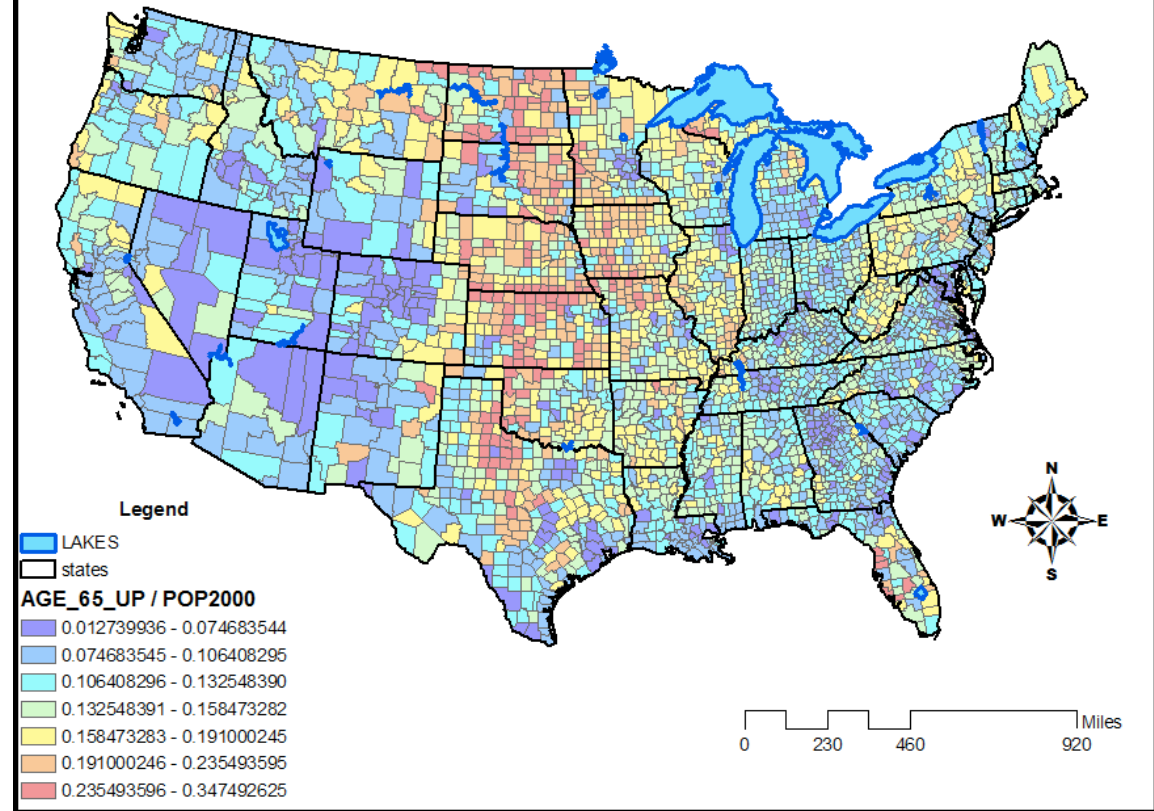 N
W E
S
Legend
LAKES
states
AGE_65_UP / POP2000
0.012739936 - 0.074683544
0.074683545 - 0.106408295
0.106408296 - 0.132548390
0.132548391 - 0.158473282
0.158473283 - 0.191000245
0.191000246 - 0.235493595
0.235493596 - 0.347492625
Miles
0 230 460 920